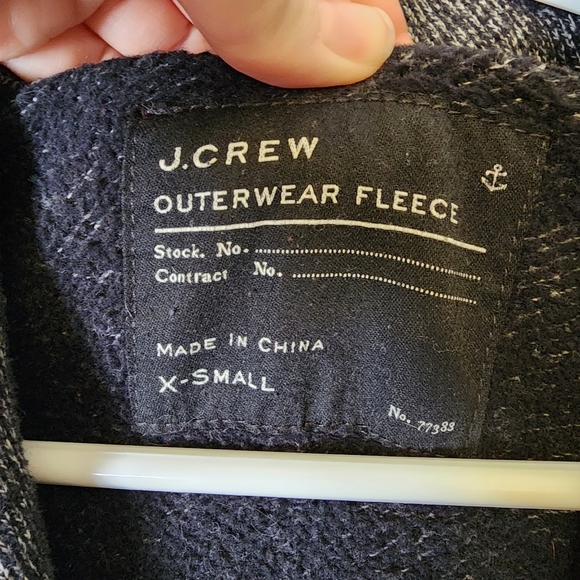 J.CREW
OUTERWEAR FLEECE
Stock. No.
Contract No.
MADE IN CHINA
X-SMALL
No. 77383